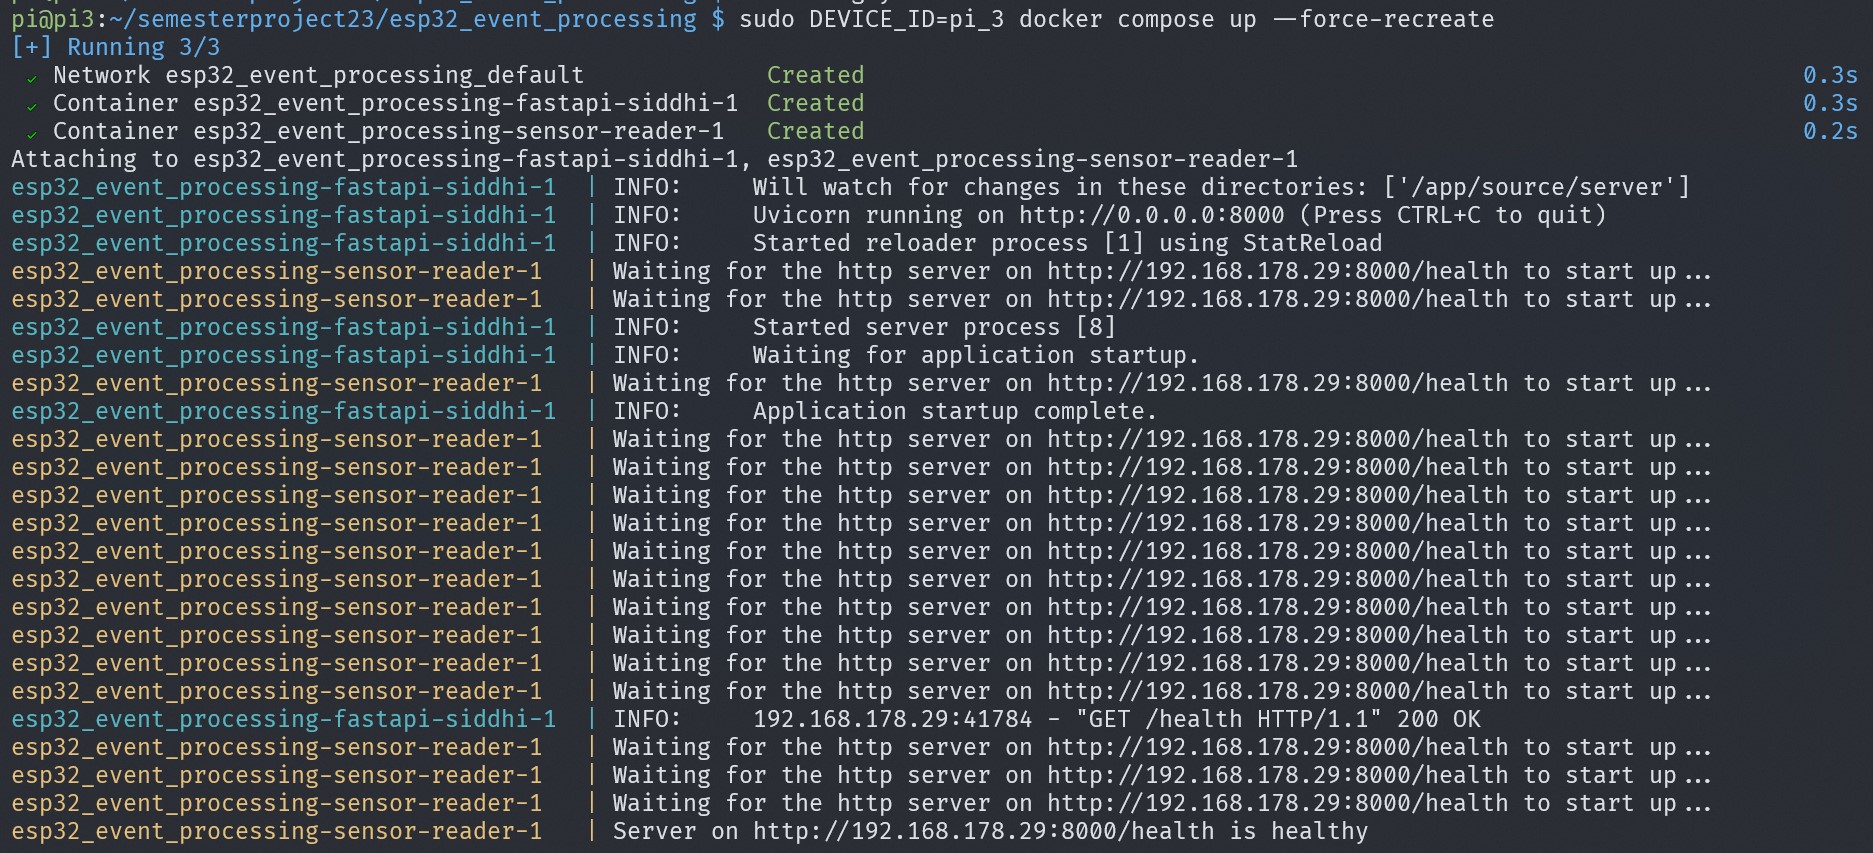 pi@pi3:~/semesterproject23/esp32_event_processing $ sudo DEVICE_ID=pi_3 docker compose up --force-recreate
[+] Running 3/3
✓ Network esp32_event_processing_default Created 0.3s
✓ Container esp32_event_processing-fastapi-siddhi-1 Created 0.3s
✓ Container esp32_event_processing-sensor-reader-1 Created 0.2s
Attaching to esp32_event_processing-fastapi-siddhi-1, esp32_event_processing-sensor-reader-1
esp32_event_processing-fastapi-siddhi-1 | INFO: Will watch for changes in these directories: ['/app/source/server']
esp32_event_processing-fastapi-siddhi-1 | INFO: Uvicorn running on http://0.0.0.0:8000 (Press CTRL+C to quit)
esp32_event_processing-fastapi-siddhi-1 | INFO: Started reloader process [1] using StatReload
esp32_event_processing-sensor-reader-1 | Waiting for the http server on http://192.168.178.29:8000/health to start up...
esp32_event_processing-sensor-reader-1 | Waiting for the http server on http://192.168.178.29:8000/health to start up...
esp32_event_processing-fastapi-siddhi-1 | INFO: Started server process [8]
esp32_event_processing-fastapi-siddhi-1 | INFO: Waiting for application startup.
esp32_event_processing-sensor-reader-1 | Waiting for the http server on http://192.168.178.29:8000/health to start up...
esp32_event_processing-fastapi-siddhi-1 | INFO: Application startup complete.
esp32_event_processing-sensor-reader-1 | Waiting for the http server on http://192.168.178.29:8000/health to start up...
esp32_event_processing-sensor-reader-1 | Waiting for the http server on http://192.168.178.29:8000/health to start up...
esp32_event_processing-sensor-reader-1 | Waiting for the http server on http://192.168.178.29:8000/health to start up...
esp32_event_processing-sensor-reader-1 | Waiting for the http server on http://192.168.178.29:8000/health to start up...
esp32_event_processing-sensor-reader-1 | Waiting for the http server on http://192.168.178.29:8000/health to start up...
esp32_event_processing-sensor-reader-1 | Waiting for the http server on http://192.168.178.29:8000/health to start up...
esp32_event_processing-sensor-reader-1 | Waiting for the http server on http://192.168.178.29:8000/health to start up...
esp32_event_processing-sensor-reader-1 | Waiting for the http server on http://192.168.178.29:8000/health to start up...
esp32_event_processing-sensor-reader-1 | Waiting for the http server on http://192.168.178.29:8000/health to start up...
esp32_event_processing-sensor-reader-1 | Waiting for the http server on http://192.168.178.29:8000/health to start up...
esp32_event_processing-fastapi-siddhi-1 | INFO: 192.168.178.29:41784 - "GET /health HTTP/1.1" 200 OK
esp32_event_processing-sensor-reader-1 | Waiting for the http server on http://192.168.178.29:8000/health to start up...
esp32_event_processing-sensor-reader-1 | Waiting for the http server on http://192.168.178.29:8000/health to start up...
esp32_event_processing-sensor-reader-1 | Waiting for the http server on http://192.168.178.29:8000/health to start up...
esp32_event_processing-sensor-reader-1 | Server on http://192.168.178.29:8000/health is healthy